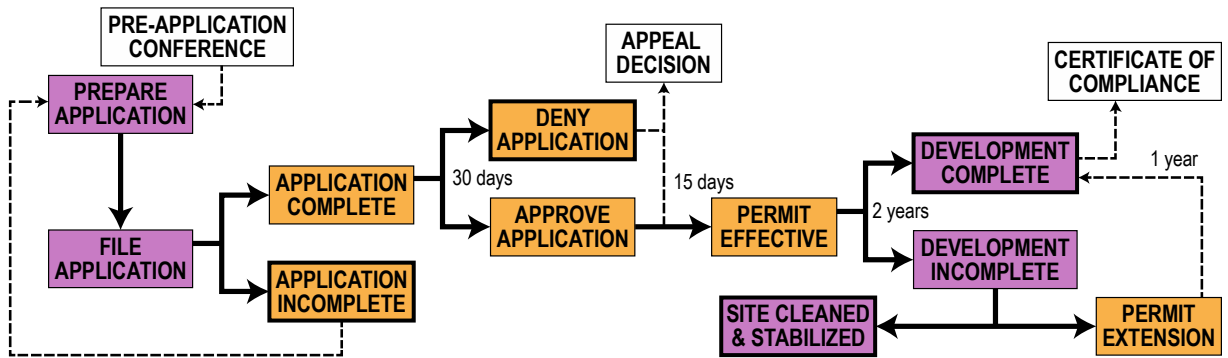 PRE-APPLICATION
CONFERENCE
PREPARE
APPLICATION
FILE
APPLICATION
APPLICATION
COMPLETE
APPLICATION
INCOMPLETE
30 days
DENY
APPLICATION
APPROVE
APPLICATION
APPEAL
DECISION
15 days
PERMIT
EFFECTIVE
2 years
DEVELOPMENT
COMPLETE
CERTIFICATE OF
COMPLIANCE
1 year
DEVELOPMENT
INCOMPLETE
SITE CLEANED
& STABILIZED
PERMIT
EXTENSION